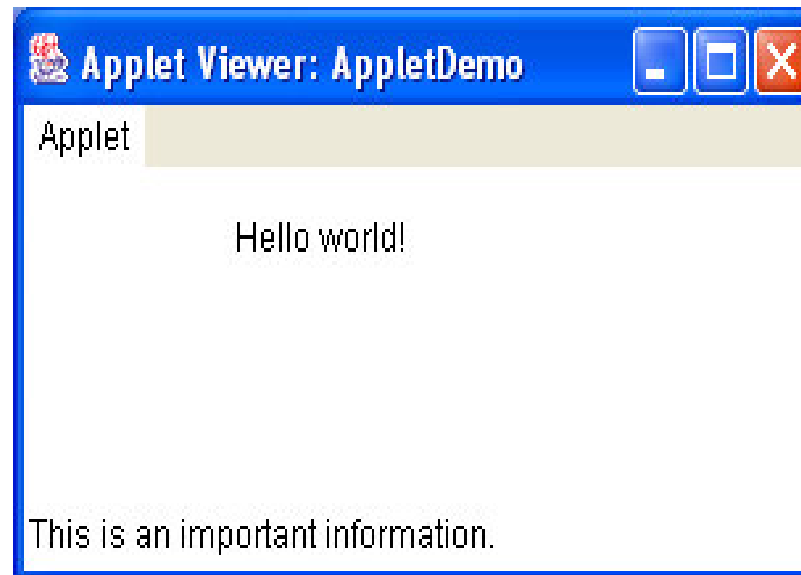 Applet Viewer: AppletDemo
Applet
Hello world!
This is an important information.